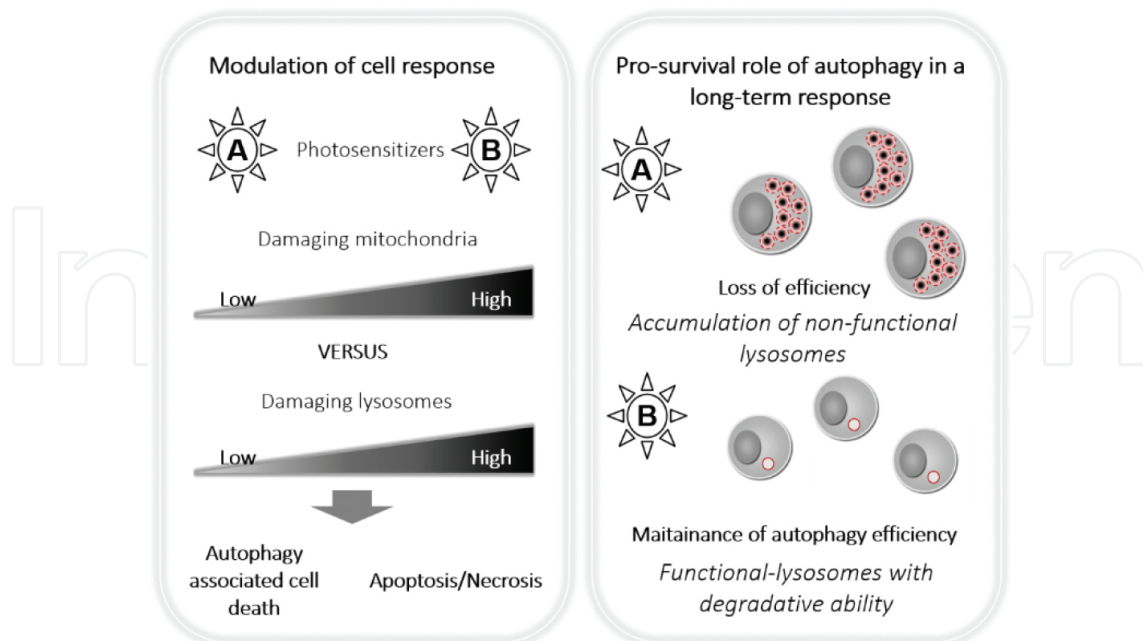 Modulation of cell response
A
Photosensitizers
B
Damaging mitochondria
Low
High
VERSUS
Damaging lysosomes
Low
High
Autophagy
associated cell
death
Apoptosis/Necrosis
Pro-survival role of autophagy in a
long-term response
A
Loss of efficiency
Accumulation of non-functional
lysosomes
B
Maitainance of autophagy efficiency
Functional-lysosomes with
degradative ability